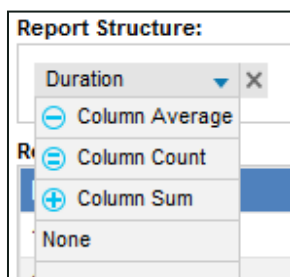 Report Structure:
Duration
Column Average
Column Count
Column Sum
None